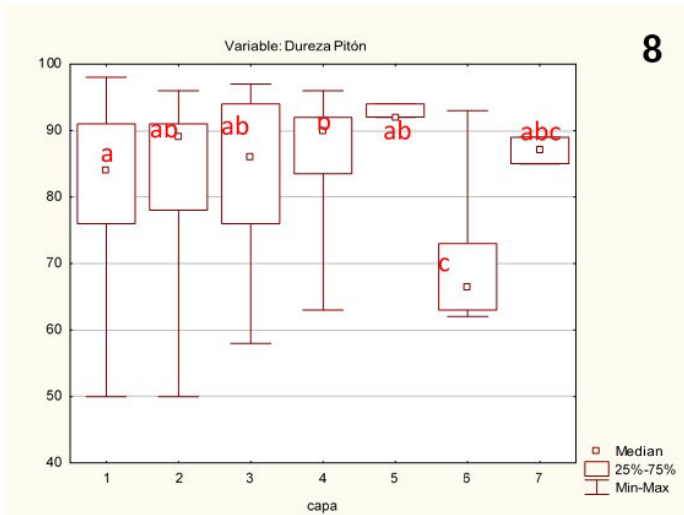 Variable: Dureza Pitón
8
100
90
80
70
60
50
40
a
ab
ab
b
ab
c
abc
1 2 3 4 5 6 7
capa
Median
25%-75%
Min-Max